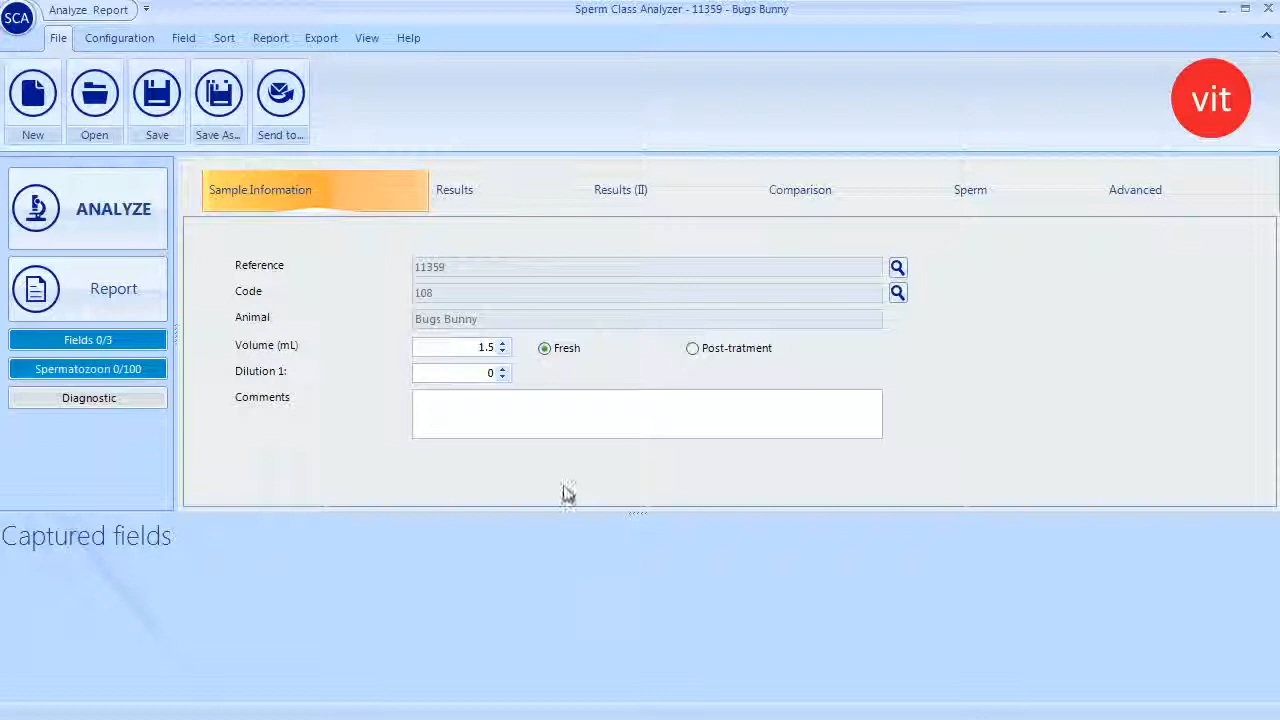 SCA Analyze Report Sperm Class Analyzer - 11359 - Bugs Bunny
File Configuration Field Sort Report Export View Help
vit
New Open Save Save As... Send to...
ANALYZE
Sample Information Results Results (II) Comparison Sperm Advanced
Report
Fields 0/3
Spermatozoon 0/100
Diagnostic
Reference 11359
Code 108
Animal Bugs Bunny
Volume (mL) 1.5 Fresh Post-tratment
Dilution 1: 0
Comments
Captured fields